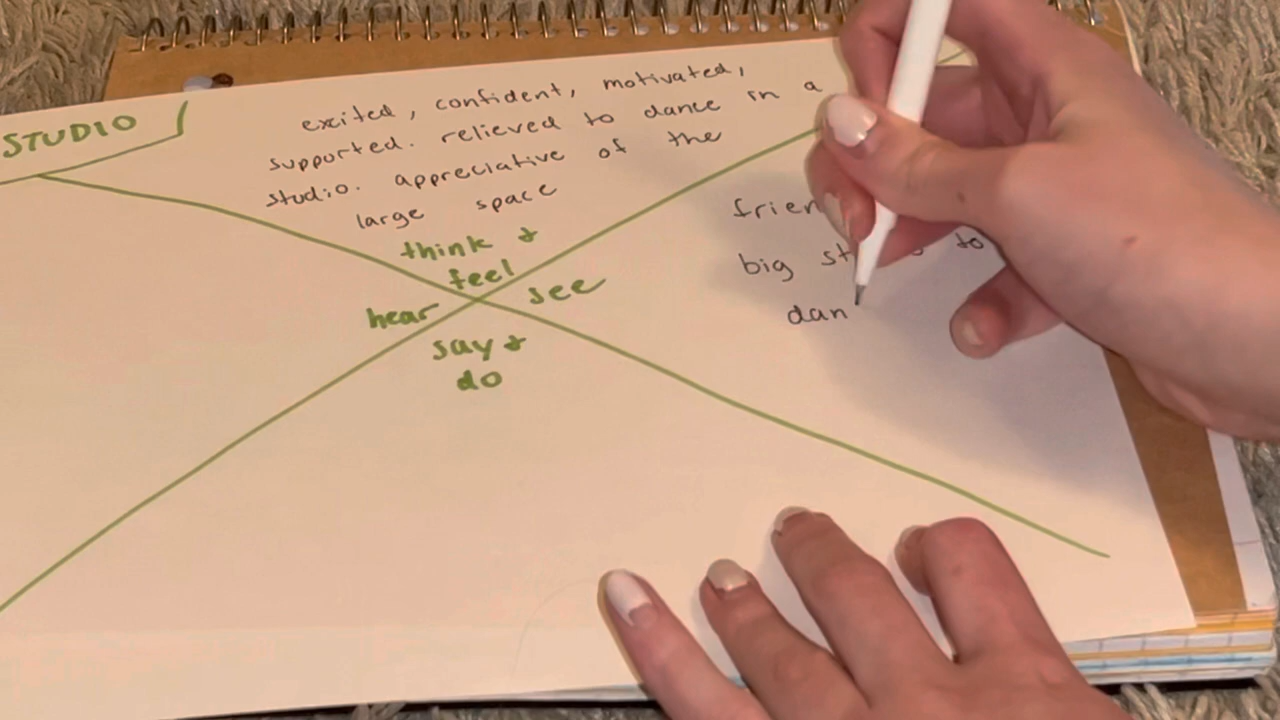 STUDIO
excited, confident, motivated,
supported. relieved to dance in a
studio. appreciative of the
large space
think +
feel
hear
see
say +
do
frien
big to
dan